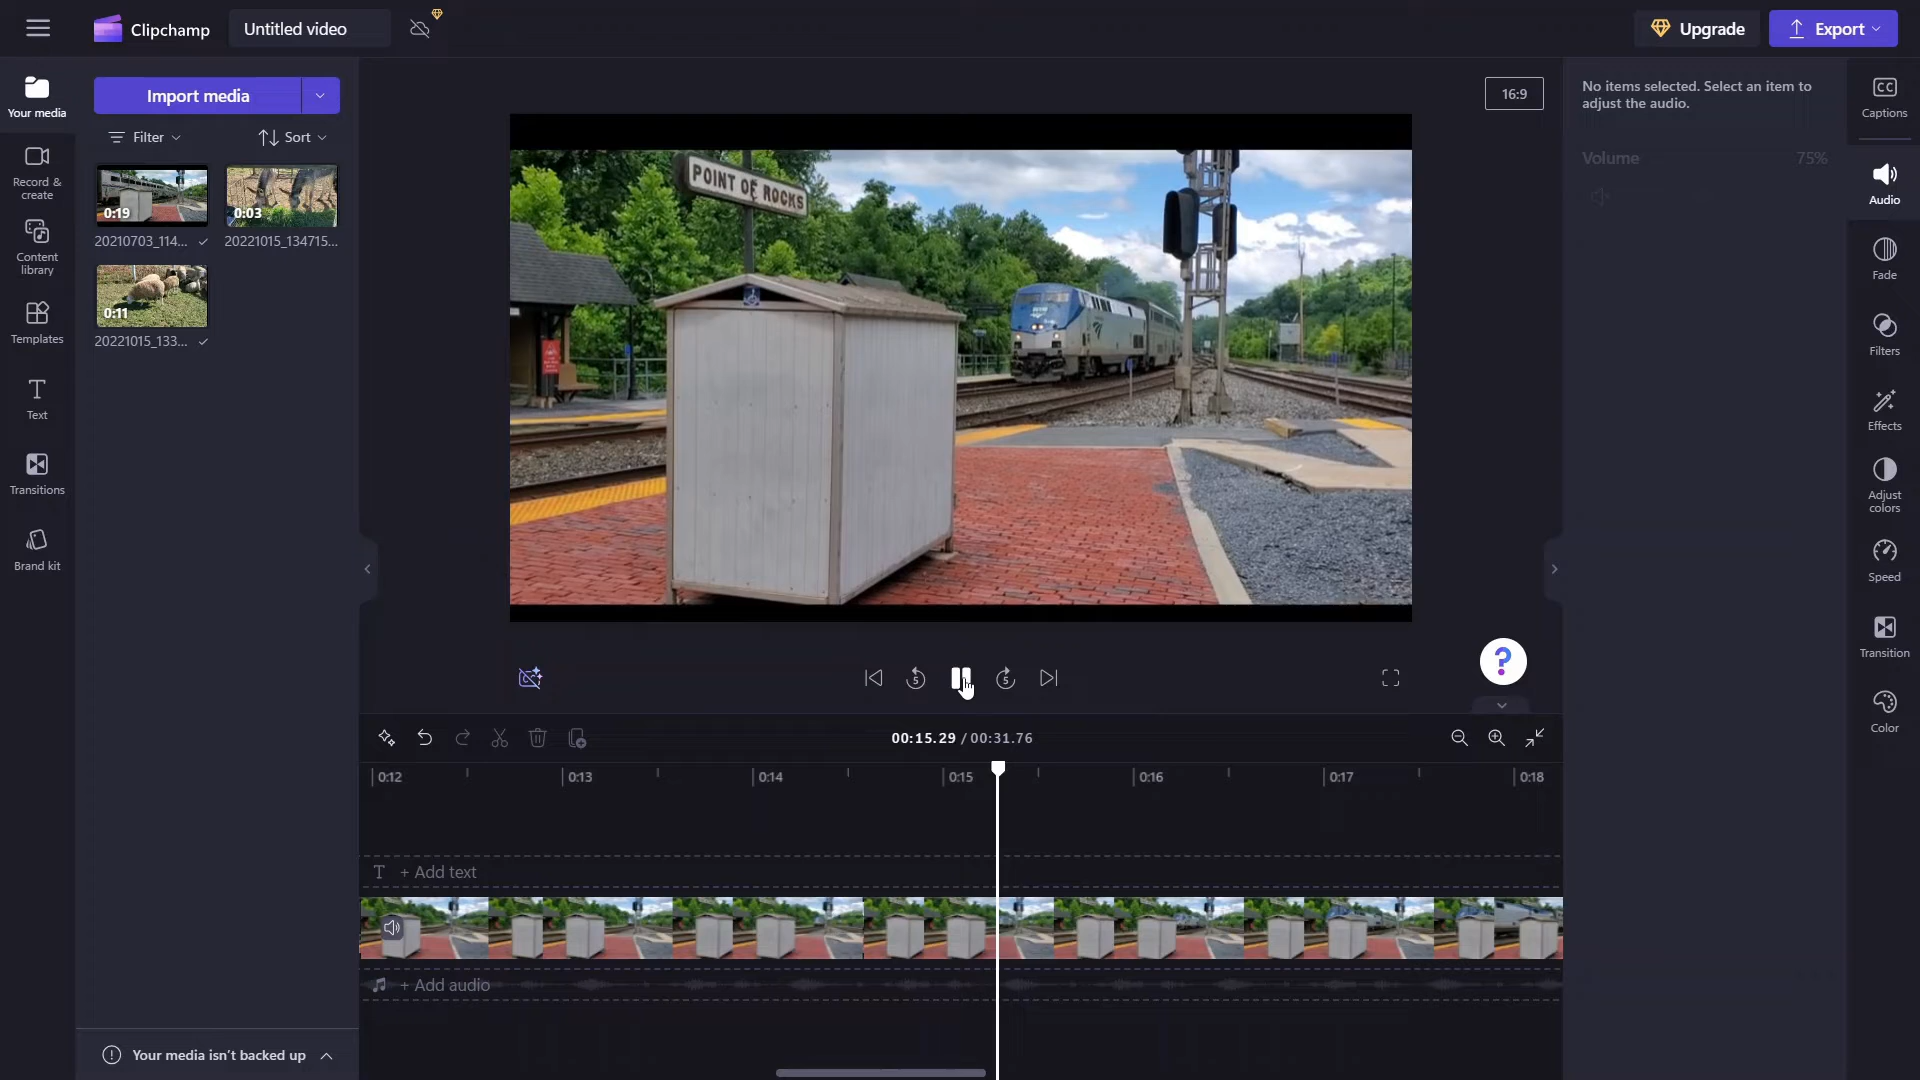 Clipchamp
Untitled video
Upgrade
Export
Your media
Record &
create
Content
library
Templates
Text
Transitions
Brand kit
Import media
Filter
Sort
0:19
20210703_114...
0:03
20221015_134715...
0:11
20221015_133...
Your media isn't backed up
16:9
POINT OF ROCKS
5
5
?
00:15.29 / 00:31.76
0:12
0:13
0:14
0:15
0:16
0:17
0:18
T + Add text
+ Add audio
No items selected. Select an item to
adjust the audio.
Volume 75%
CC
Captions
Audio
Fade
Filters
Effects
Adjust
colors
Speed
Transition
Color